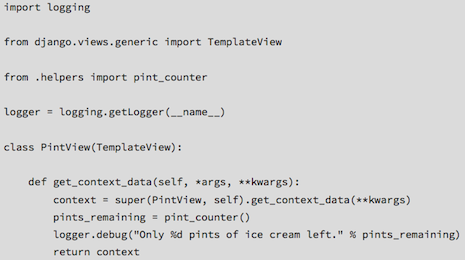 import logging
from django.views.generic import TemplateView
from .helpers import pint_counter
logger = logging.getLogger(__name__)
class PintView(TemplateView):
    def get_context_data(self, *args, **kwargs):
        context = super(PintView, self).get_context_data(**kwargs)
        pints_remaining = pint_counter()
        logger.debug("Only %d pints of ice cream left." % pints_remaining)
        return context